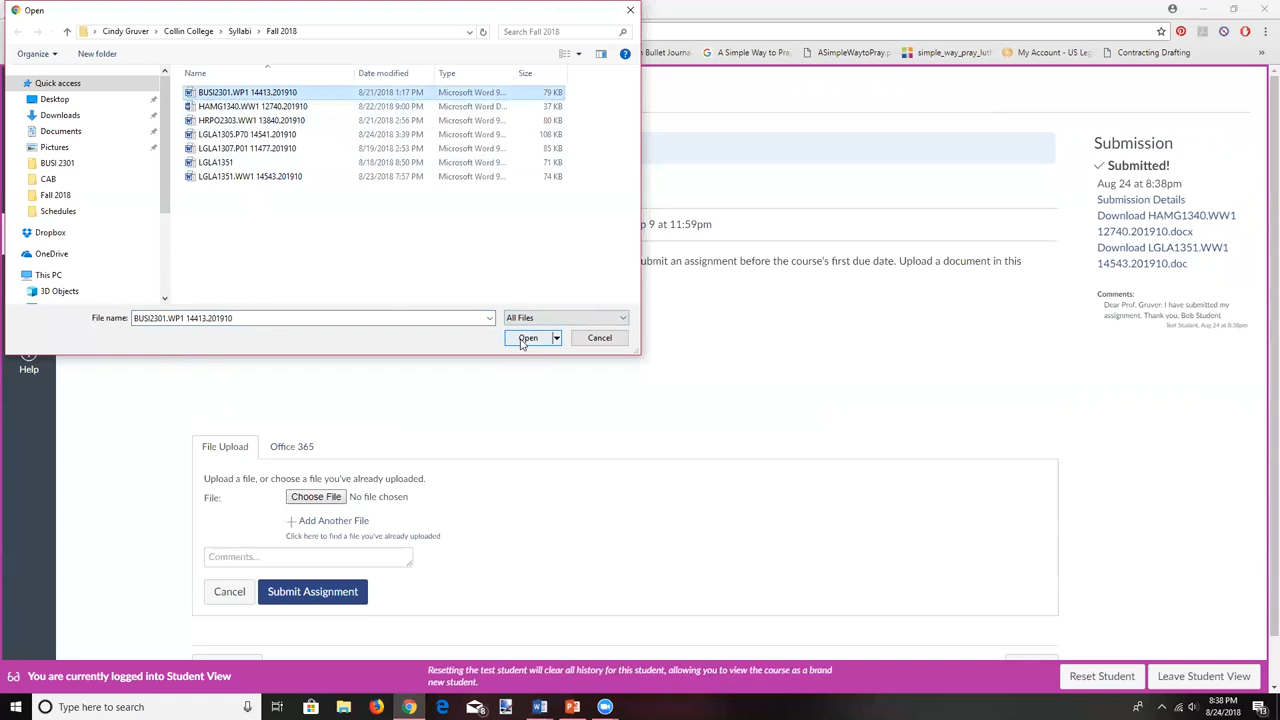 Open
Cindy Gruver > Collin College > Syllabi > Fall 2018
Search Fall 2018
Organize
New folder
Name
Date modified
Type
Size
Quick access
Desktop
Downloads
Documents
Pictures
BUSI 2301
CAB
Fall 2018
Schedules
Dropbox
OneDrive
This PC
3D Objects
BUSI2301.WP1 14413.201910 8/21/2018 1:17 PM Microsoft Word 9... 79 KB
HAMG1340.WW1 12740.201910 8/22/2018 9:00 PM Microsoft Word D... 37 KB
HRPO2303.WW1 13840.201910 8/21/2018 2:56 PM Microsoft Word 9... 80 KB
LGLA1305.P70 14541.201910 8/24/2018 3:39 PM Microsoft Word 9... 108 KB
LGLA1307.P01 11477.201910 8/19/2018 2:53 PM Microsoft Word 9... 85 KB
LGLA1351 8/18/2018 8:50 PM Microsoft Word 9... 71 KB
LGLA1351.WW1 14543.201910 8/23/2018 7:57 PM Microsoft Word 9... 74 KB
File name: BUSI2301.WP1 14413.201910
All Files
Open
Cancel
Bullet Journal
A Simple Way to Pr...
ASimpleWaytoPray...
simple_way_pray_lut
My Account - US Leg
Contracting Drafting
p 9 at 11:59pm
ubmit an assignment before the course's first due date. Upload a document in this
Submission
Submitted!
Aug 24 at 8:38pm
Submission Details
Download HAMG1340.WW1
12740.201910.docx
Download LGLA1351.WW1
14543.201910.doc
Comments:
Dear Prof. Gruver: I have submitted my
assignment. Thank you. Bob Student
Test Student, Aug 24 at 8:38pm
Help
File Upload
Office 365
Upload a file, or choose a file you've already uploaded.
File:
Choose File No file chosen
Add Another File
Click here to find a file you've already uploaded
Comments...
Cancel
Submit Assignment
You are currently logged into Student View
Resetting the test student will clear all history for this student, allowing you to view the course as a brand
new student.
Reset Student
Leave Student View
Type here to search
8:38 PM
8/24/2018